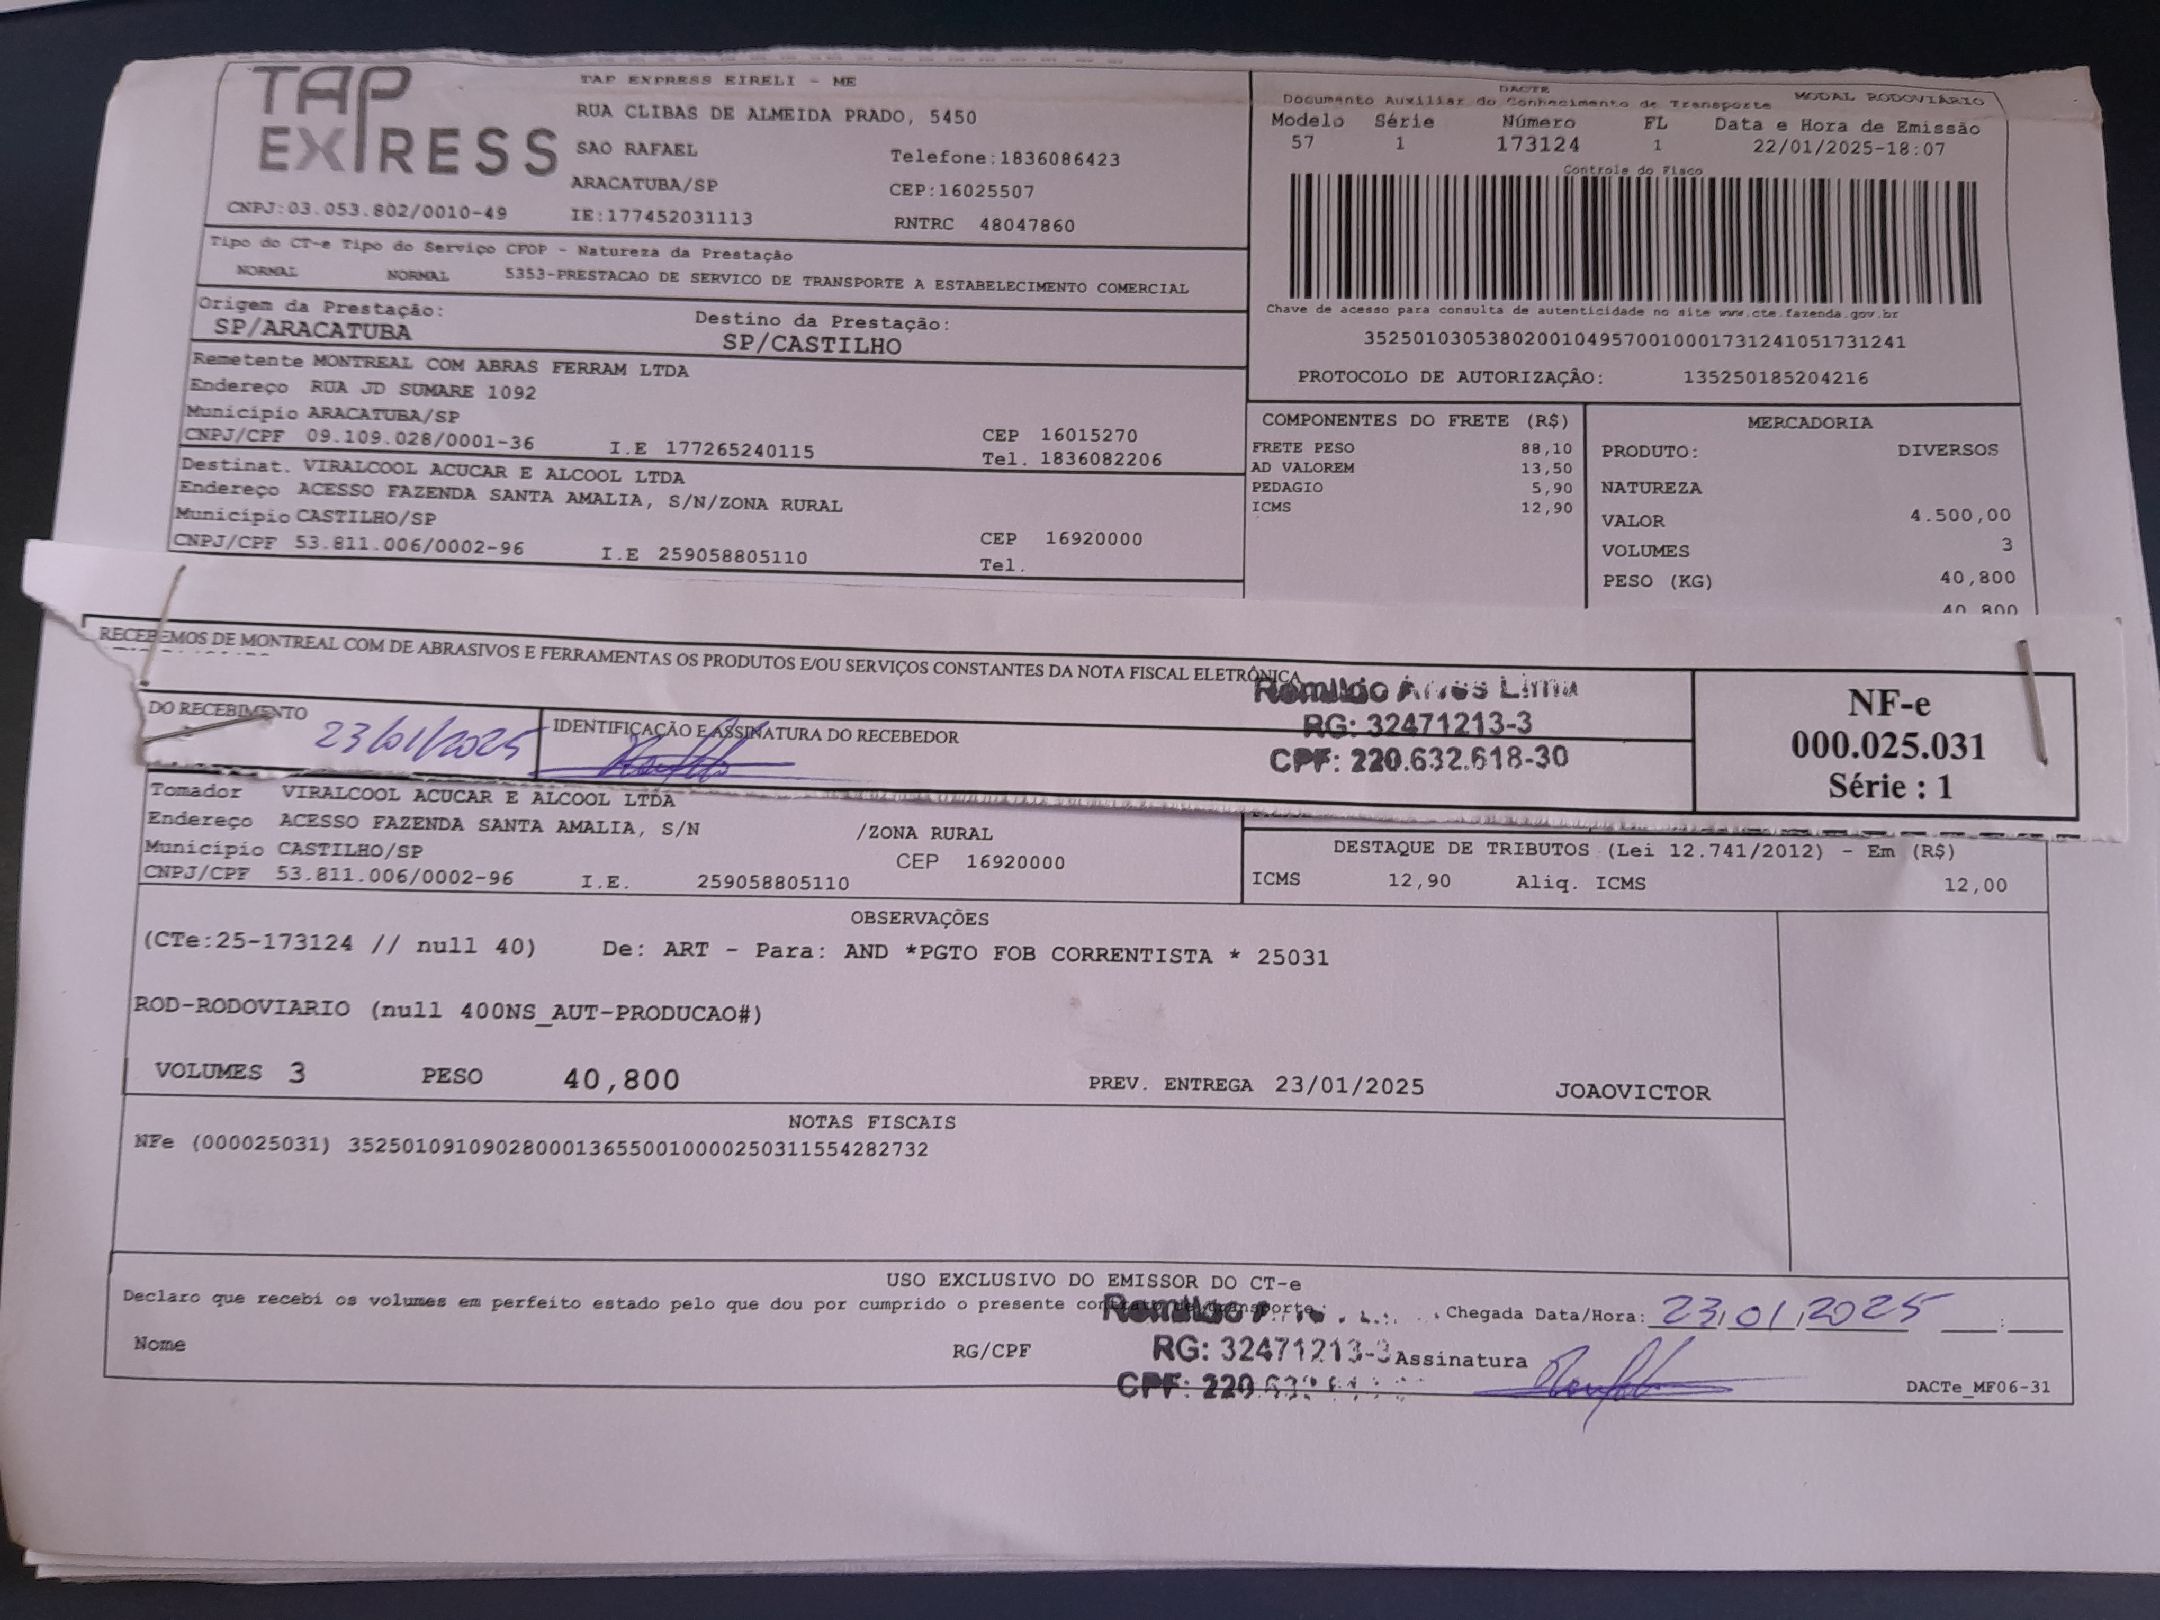 TAP EXPRESS
TAP EXPRESS EIRELI - ME
RUA CLIBAS DE ALMEIDA PRADO, 5450
SAO RAFAEL Telefone:1836086423
ARACATUBA/SP CEP:16025507
CNPJ:03.053.802/0010-49 IE:177452031113 RNTRC 48047860
DACTE
Documento Auxiliar do Conhecimento de Transporte MODAL RODOVIÁRIO
Modelo Série Número FL Data e Hora de Emissão
57 1 173124 1 22/01/2025-18:07
Controle do Fisco
Chave de acesso para consulta de autenticidade no site www.cte.fazenda.gov.br
35250103053802001049570010001731241051731241
PROTOCOLO DE AUTORIZAÇÃO: 135250185204216
Tipo do CT-e Tipo do Serviço CFOP - Natureza da Prestação
NORMAL NORMAL 5353-PRESTACAO DE SERVICO DE TRANSPORTE A ESTABELECIMENTO COMERCIAL
Origem da Prestação: Destino da Prestação:
SP/ARACATUBA SP/CASTILHO
Remetente MONTREAL COM ABRAS FERRAM LTDA
Endereço RUA JD SUMARE 1092
Município ARACATUBA/SP CEP 16015270
CNPJ/CPF 09.109.028/0001-36 I.E 177265240115 Tel. 1836082206
Destinat. VIRALCOOL ACUCAR E ALCOOL LTDA
Endereço ACESSO FAZENDA SANTA AMALIA, S/N/ZONA RURAL
Município CASTILHO/SP CEP 16920000
CNPJ/CPF 53.811.006/0002-96 I.E 259058805110 Tel.
COMPONENTES DO FRETE (R$)
FRETE PESO 88,10
AD VALOREM 13,50
PEDAGIO 5,90
ICMS 12,90
MERCADORIA
PRODUTO: DIVERSOS
NATUREZA
VALOR 4.500,00
VOLUMES 3
PESO (KG) 40,800
40,800
RECEBEMOS DE MONTREAL COM DE ABRASIVOS E FERRAMENTAS OS PRODUTOS E/OU SERVIÇOS CONSTANTES DA NOTA FISCAL ELETRÔNICA
DO RECEBIMENTO 23/01/2025
IDENTIFICAÇÃO E ASSINATURA DO RECEBEDOR
Lima
RG: 32471213-3
CPF: 220.632.618-30
NF-e
000.025.031
Série : 1
Tomador VIRALCOOL ACUCAR E ALCOOL LTDA
Endereço ACESSO FAZENDA SANTA AMALIA, S/N /ZONA RURAL
Município CASTILHO/SP CEP 16920000
CNPJ/CPF 53.811.006/0002-96 I.E. 259058805110
DESTAQUE DE TRIBUTOS (Lei 12.741/2012) - Em (R$)
ICMS 12,90 Aliq. ICMS 12,00
OBSERVAÇÕES
(CTe:25-173124 // null 40) De: ART - Para: AND *PGTO FOB CORRENTISTA * 25031
ROD-RODOVIARIO (null 400NS_AUT-PRODUCAO#)
VOLUMES 3 PESO 40,800 PREV. ENTREGA 23/01/2025 JOAOVICTOR
NOTAS FISCAIS
NFe (000025031) 35250109109028000136550010000250311554282732
USO EXCLUSIVO DO EMISSOR DO CT-e
Declaro que recebi os volumes em perfeito estado pelo que dou por cumprido o presente contrato de transporte. Chegada Data/Hora: 23/01/2025 __:__
Nome RG/CPF RG: 32471213-3 Assinatura
CPF: 220
DACTe_MF06-31